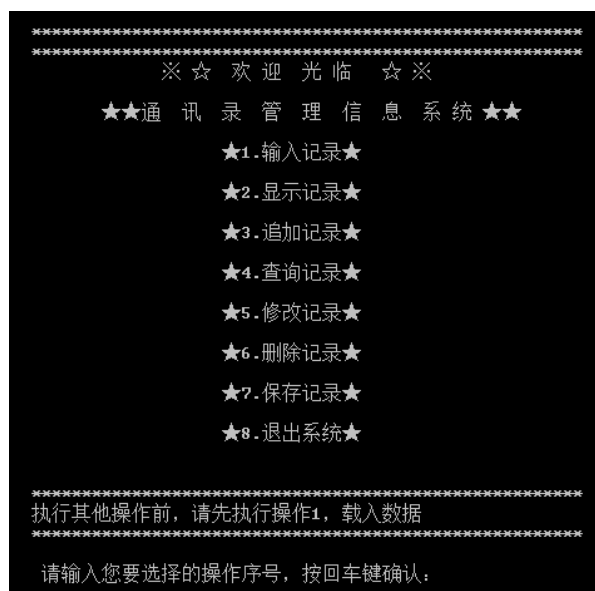 *******************************************************
*******************************************************
※☆ 欢 迎 光 临 ☆※
★★通 讯 录 管 理 信 息 系 统★★
★1.输入记录★
★2.显示记录★
★3.追加记录★
★4.查询记录★
★5.修改记录★
★6.删除记录★
★7.保存记录★
★8.退出系统★
*******************************************************
执行其他操作前，请先执行操作1，载入数据
*******************************************************
请输入您要选择的操作序号，按回车键确认：